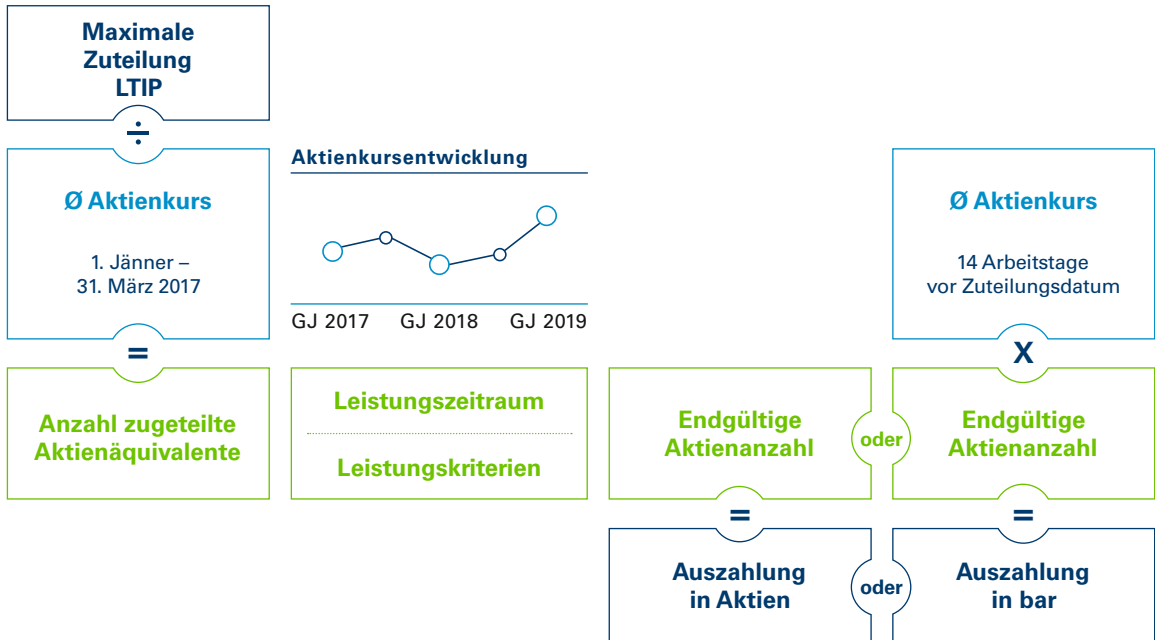 Maximale
Zuteilung
LTIP
÷
Ø Aktienkurs
1. Jänner –
31. März 2017
=
Anzahl zugeteilte
Aktienäquivalente
Aktienkursentwicklung
GJ 2017 GJ 2018 GJ 2019
Leistungszeitraum
Leistungskriterien
Ø Aktienkurs
14 Arbeitstage
vor Zuteilungsdatum
X
Endgültige
Aktienanzahl
oder
Endgültige
Aktienanzahl
=
=
Auszahlung
in Aktien
oder
Auszahlung
in bar